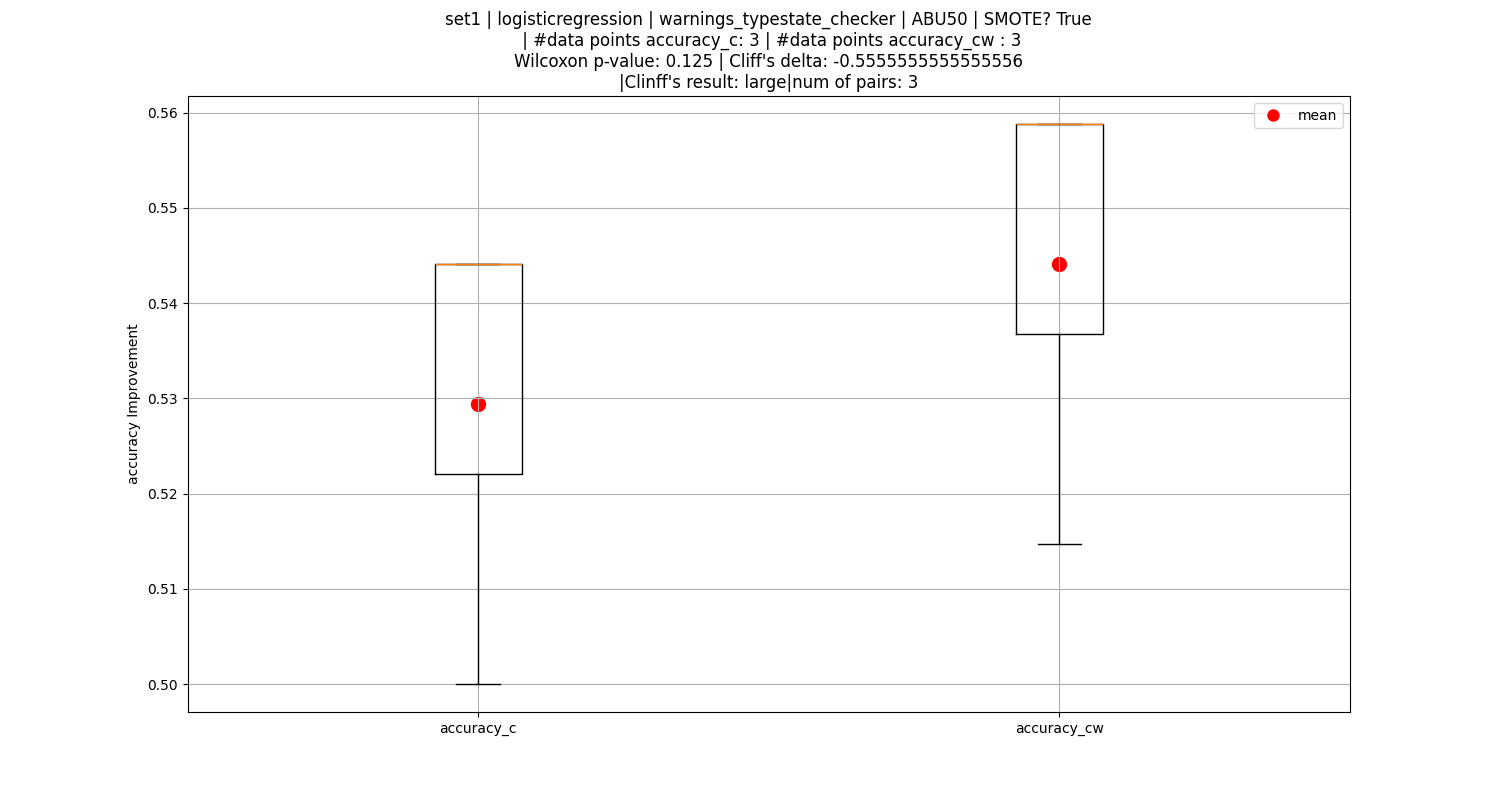 set1 | logisticregression | warnings_typestate_checker | ABU50 | SMOTE? True
| #data points accuracy_c: 3 | #data points accuracy_cw : 3
Wilcoxon p-value: 0.125 | Cliff's delta: -0.5555555555555556
|Clinff's result: large|num of pairs: 3
mean
0.56
0.55
0.54
0.53
0.52
0.51
0.50
accuracy Improvement
accuracy_c
accuracy_cw